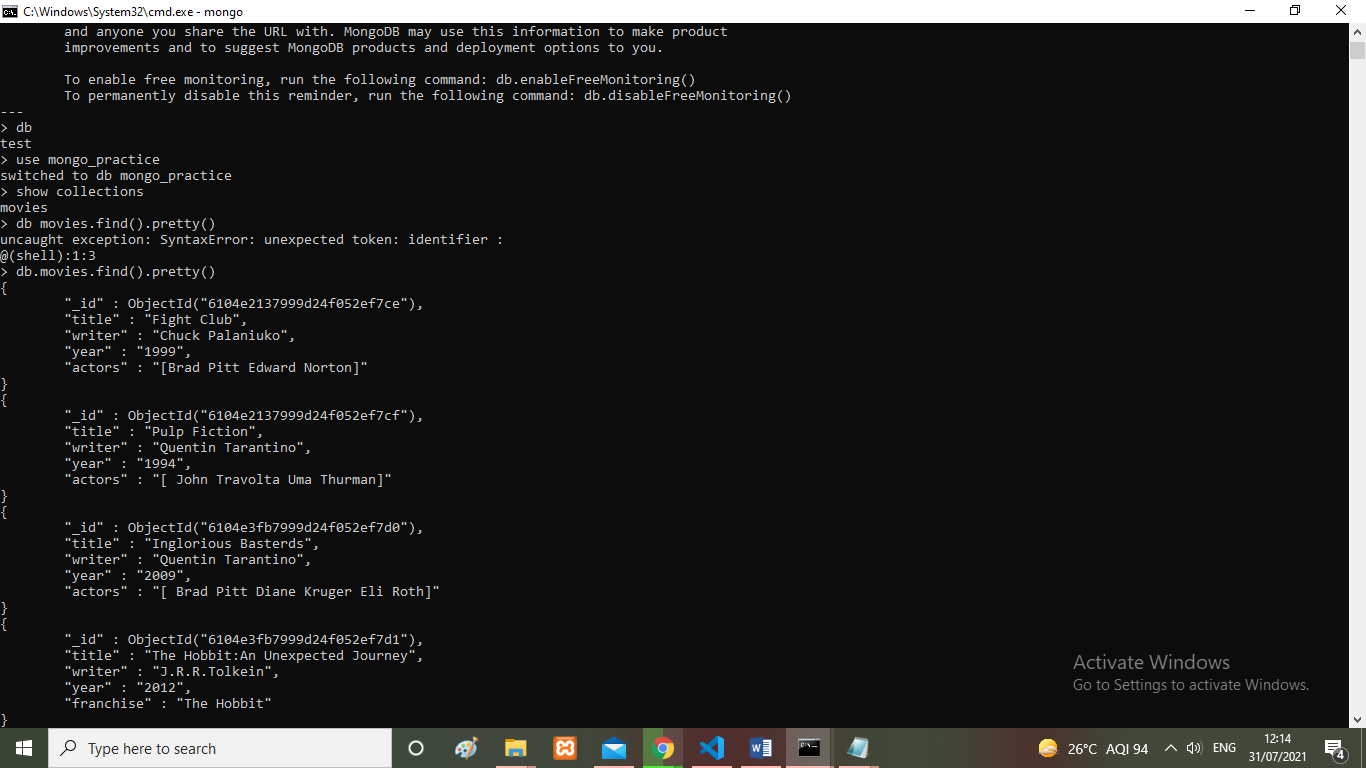 C:\Windows\System32\cmd.exe - mongo
and anyone you share the URL with. MongoDB may use this information to make product
improvements and to suggest MongoDB products and deployment options to you.
To enable free monitoring, run the following command: db.enableFreeMonitoring()
To permanently disable this reminder, run the following command: db.disableFreeMonitoring()
---
> db
test
> use mongo_practice
switched to db mongo_practice
> show collections
movies
> db movies.find().pretty()
uncaught exception: SyntaxError: unexpected token: identifier :
@(shell):1:3
> db.movies.find().pretty()
{
"_id" : ObjectId("6104e2137999d24f052ef7ce"),
"title" : "Fight Club",
"writer" : "Chuck Palaniuko",
"year" : "1999",
"actors" : "[Brad Pitt Edward Norton]"
}
{
"_id" : ObjectId("6104e2137999d24f052ef7cf"),
"title" : "Pulp Fiction",
"writer" : "Quentin Tarantino",
"year" : "1994",
"actors" : "[ John Travolta Uma Thurman]"
}
{
"_id" : ObjectId("6104e3fb7999d24f052ef7d0"),
"title" : "Inglorious Basterds",
"writer" : "Quentin Tarantino",
"year" : "2009",
"actors" : "[ Brad Pitt Diane Kruger Eli Roth]"
}
{
"_id" : ObjectId("6104e3fb7999d24f052ef7d1"),
"title" : "The Hobbit:An Unexpected Journey",
"writer" : "J.R.R.Tolkein",
"year" : "2012",
"franchise" : "The Hobbit"
}
Activate Windows
Go to Settings to activate Windows.
Type here to search
26°C AQI 94
ENG
12:14
31/07/2021
4